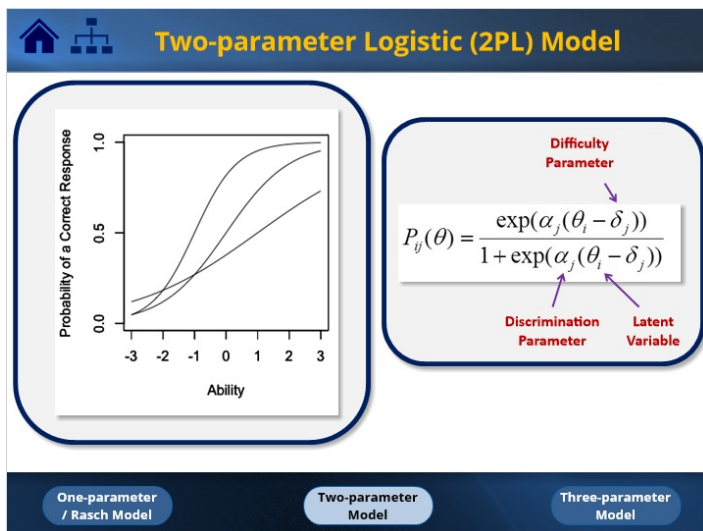 Two-parameter Logistic (2PL) Model
Probability of a Correct Response
1.0
0.5
0.0
-3 -2 -1 0 1 2 3
Ability
Difficulty
Parameter
P_{ij}(θ) = exp(α_j(θ_i − δ_j)) / 1 + exp(α_j(θ_i − δ_j))
Discrimination
Parameter
Latent
Variable
One-parameter
/ Rasch Model
Two-parameter
Model
Three-parameter
Model